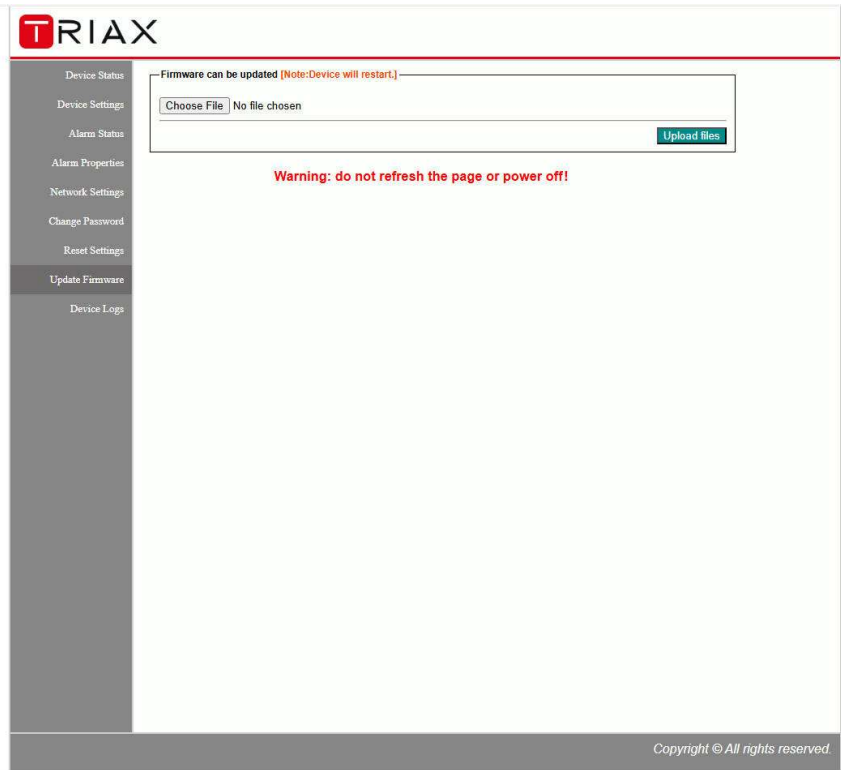 TRIAX
Device Status
Device Settings
Alarm Status
Alarm Properties
Network Settings
Change Password
Reset Settings
Update Firmware
Device Logs
Firmware can be updated [Note:Device will restart.]
Choose File No file chosen
Upload files
Warning: do not refresh the page or power off!
Copyright © All rights reserved.